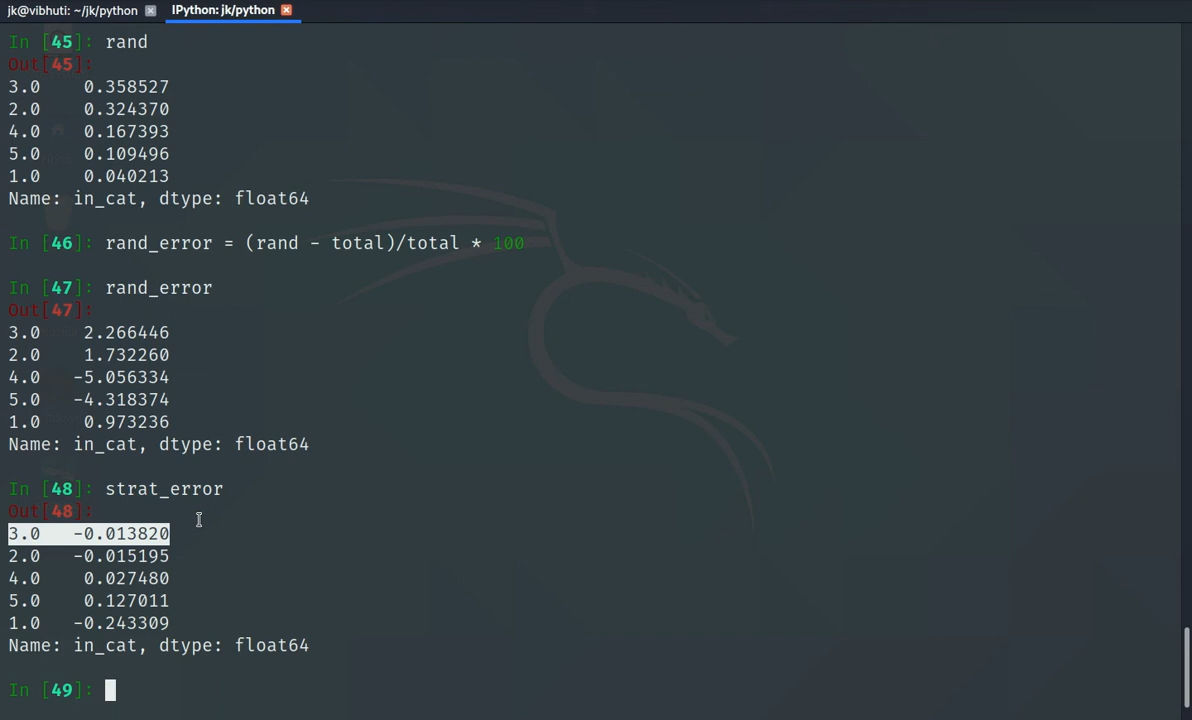 jk@vibhuti: ~/jk/python IPython: jk/python
In [45]: rand
Out[45]:
3.0    0.358527
2.0    0.324370
4.0    0.167393
5.0    0.109496
1.0    0.040213
Name: in_cat, dtype: float64
In [46]: rand_error = (rand - total)/total * 100
In [47]: rand_error
Out[47]:
3.0    2.266446
2.0    1.732260
4.0   -5.056334
5.0   -4.318374
1.0    0.973236
Name: in_cat, dtype: float64
In [48]: strat_error
Out[48]:
3.0   -0.013820
2.0   -0.015195
4.0    0.027480
5.0    0.127011
1.0   -0.243309
Name: in_cat, dtype: float64
In [49]: